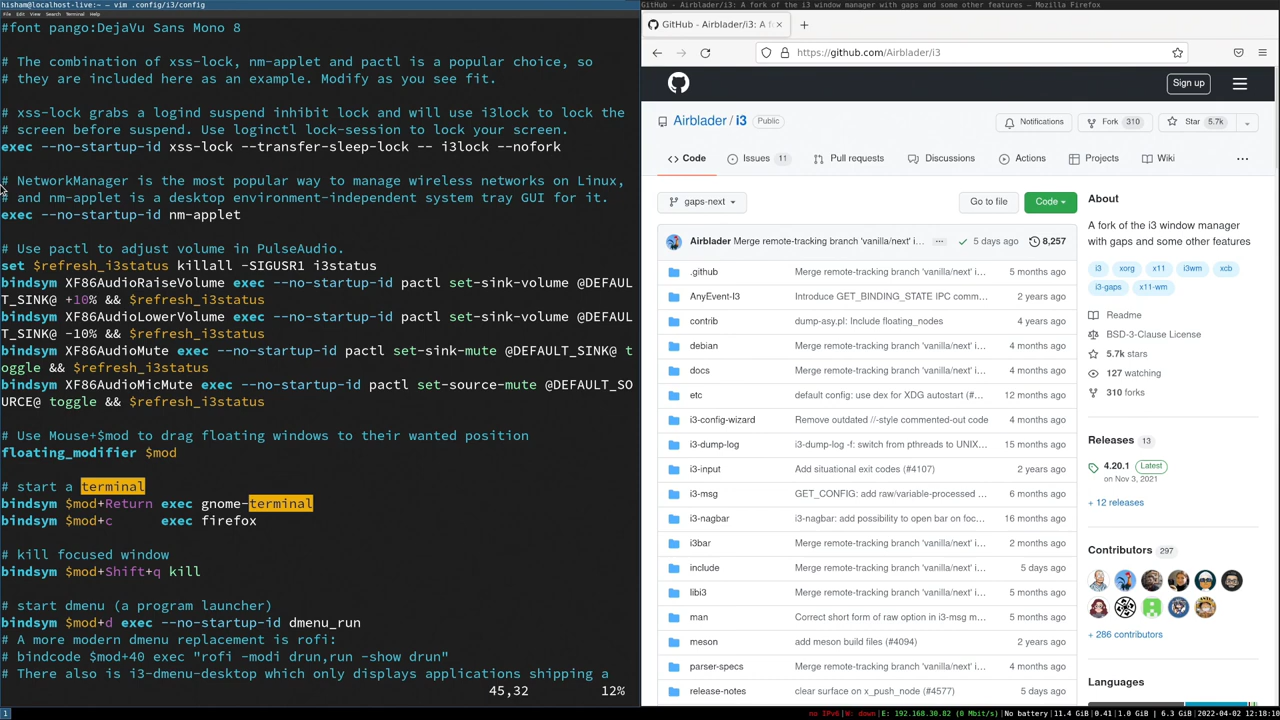 hisham@localhost-live:~ — vim .config/i3/config
File Edit View Search Terminal Help
#font pango:DejaVu Sans Mono 8
# The combination of xss-lock, nm-applet and pactl is a popular choice, so
# they are included here as an example. Modify as you see fit.
# xss-lock grabs a logind suspend inhibit lock and will use i3lock to lock the
# screen before suspend. Use loginctl lock-session to lock your screen.
exec --no-startup-id xss-lock --transfer-sleep-lock -- i3lock --nofork
# NetworkManager is the most popular way to manage wireless networks on Linux,
# and nm-applet is a desktop environment-independent system tray GUI for it.
exec --no-startup-id nm-applet
# Use pactl to adjust volume in PulseAudio.
set $refresh_i3status killall -SIGUSR1 i3status
bindsym XF86AudioRaiseVolume exec --no-startup-id pactl set-sink-volume @DEFAUL
T_SINK@ +10% && $refresh_i3status
bindsym XF86AudioLowerVolume exec --no-startup-id pactl set-sink-volume @DEFAUL
T_SINK@ -10% && $refresh_i3status
bindsym XF86AudioMute exec --no-startup-id pactl set-sink-mute @DEFAULT_SINK@ t
oggle && $refresh_i3status
bindsym XF86AudioMicMute exec --no-startup-id pactl set-source-mute @DEFAULT_SO
URCE@ toggle && $refresh_i3status
# Use Mouse+$mod to drag floating windows to their wanted position
floating_modifier $mod
# start a terminal
bindsym $mod+Return exec gnome-terminal
bindsym $mod+c exec firefox
# kill focused window
bindsym $mod+Shift+q kill
# start dmenu (a program launcher)
bindsym $mod+d exec --no-startup-id dmenu_run
# A more modern dmenu replacement is rofi:
# bindcode $mod+40 exec "rofi -modi drun,run -show drun"
# There also is i3-dmenu-desktop which only displays applications shipping a
45,32 12%
GitHub - Airblader/i3: A fork of the i3 window manager with gaps and some other features — Mozilla Firefox
GitHub - Airblader/i3: A f
https://github.com/Airblader/i3
Sign up
Airblader / i3 Public
Notifications Fork 310 Star 5.7k
Code Issues 11 Pull requests Discussions Actions Projects Wiki ...
gaps-next Go to file Code
Airblader Merge remote-tracking branch 'vanilla/next' i... ... 5 days ago 8,257
.github Merge remote-tracking branch 'vanilla/next' i... 5 months ago
AnyEvent-I3 Introduce GET_BINDING_STATE IPC comm... 2 years ago
contrib dump-asy.pl: Include floating_nodes 4 years ago
debian Merge remote-tracking branch 'vanilla/next' i... 4 months ago
docs Merge remote-tracking branch 'vanilla/next' i... 4 months ago
etc default config: use dex for XDG autostart (#... 12 months ago
i3-config-wizard Remove outdated //-style commented-out code 4 months ago
i3-dump-log i3-dump-log -f: switch from pthreads to UNIX... 15 months ago
i3-input Add situational exit codes (#4107) 2 years ago
i3-msg GET_CONFIG: add raw/variable-processed ... 6 months ago
i3-nagbar i3-nagbar: add possibility to open bar on foc... 16 months ago
i3bar Merge remote-tracking branch 'vanilla/next' i... 2 months ago
include Merge remote-tracking branch 'vanilla/next' i... 5 days ago
libi3 Merge remote-tracking branch 'vanilla/next' i... 5 months ago
man Correct short form of raw option in i3-msg m... 5 months ago
meson add meson build files (#4094) 2 years ago
parser-specs Merge remote-tracking branch 'vanilla/next' i... 4 months ago
release-notes clear surface on x_push_node (#4577) 5 days ago
About
A fork of the i3 window manager
with gaps and some other features
i3 xorg x11 i3wm xcb
i3-gaps x11-wm
Readme
BSD-3-Clause License
5.7k stars
127 watching
310 forks
Releases 13
4.20.1 Latest
on Nov 3, 2021
+ 12 releases
Contributors 297
+ 286 contributors
Languages
1
no IPv6|W: down|E: 192.168.30.82 (0 Mbit/s)|No battery|11.4 GiB|0.41|1.0 GiB | 6.3 GiB|2022-04-02 12:18:10